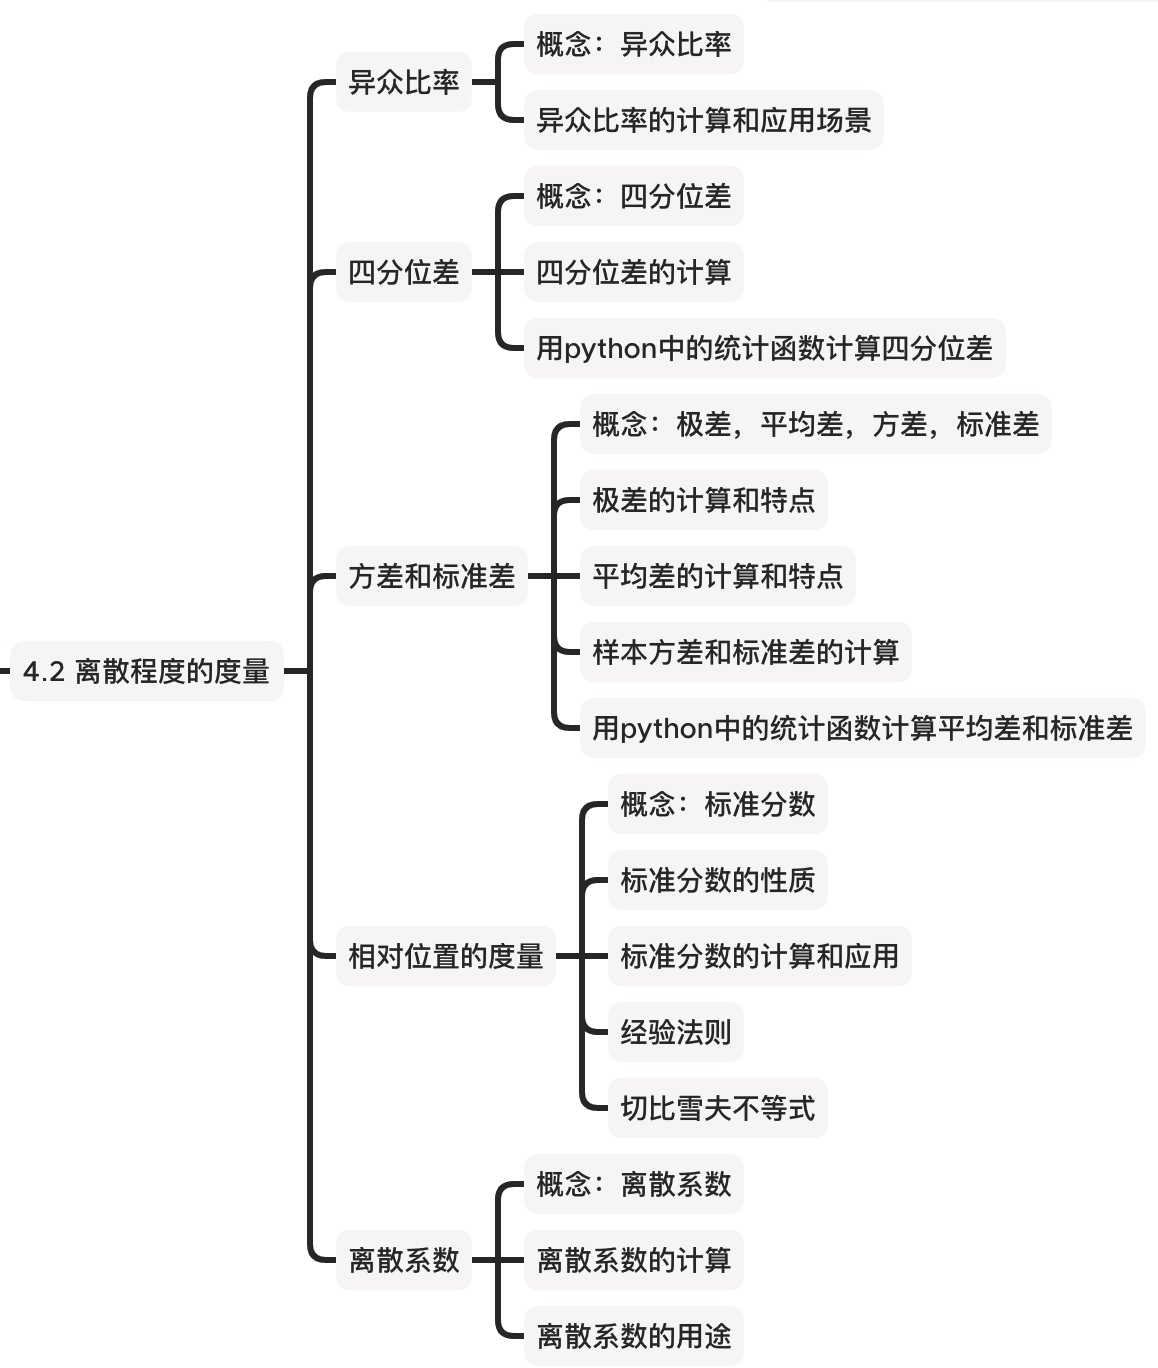 4.2 离散程度的度量
异众比率
概念：异众比率
异众比率的计算和应用场景
四分位差
概念：四分位差
四分位差的计算
用python中的统计函数计算四分位差
方差和标准差
概念：极差，平均差，方差，标准差
极差的计算和特点
平均差的计算和特点
样本方差和标准差的计算
用python中的统计函数计算平均差和标准差
相对位置的度量
概念：标准分数
标准分数的性质
标准分数的计算和应用
经验法则
切比雪夫不等式
离散系数
概念：离散系数
离散系数的计算
离散系数的用途